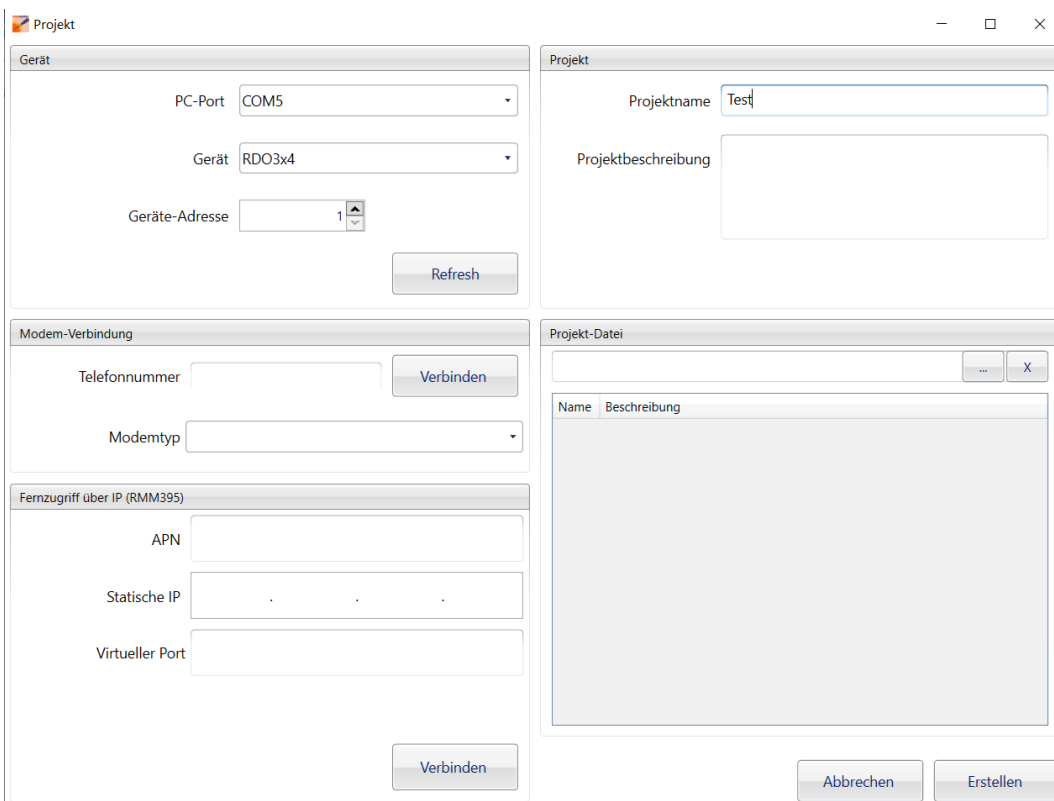 Projekt
Gerät
PC-Port COM5
Gerät RDO3x4
Geräte-Adresse 1
Refresh
Modem-Verbindung
Telefonnummer Verbinden
Modemtyp
Fernzugriff über IP (RMM395)
APN
Statische IP . . .
Virtueller Port
Verbinden
Projekt
Projektname Test
Projektbeschreibung
Projekt-Datei
... X
Name Beschreibung
Abbrechen Erstellen